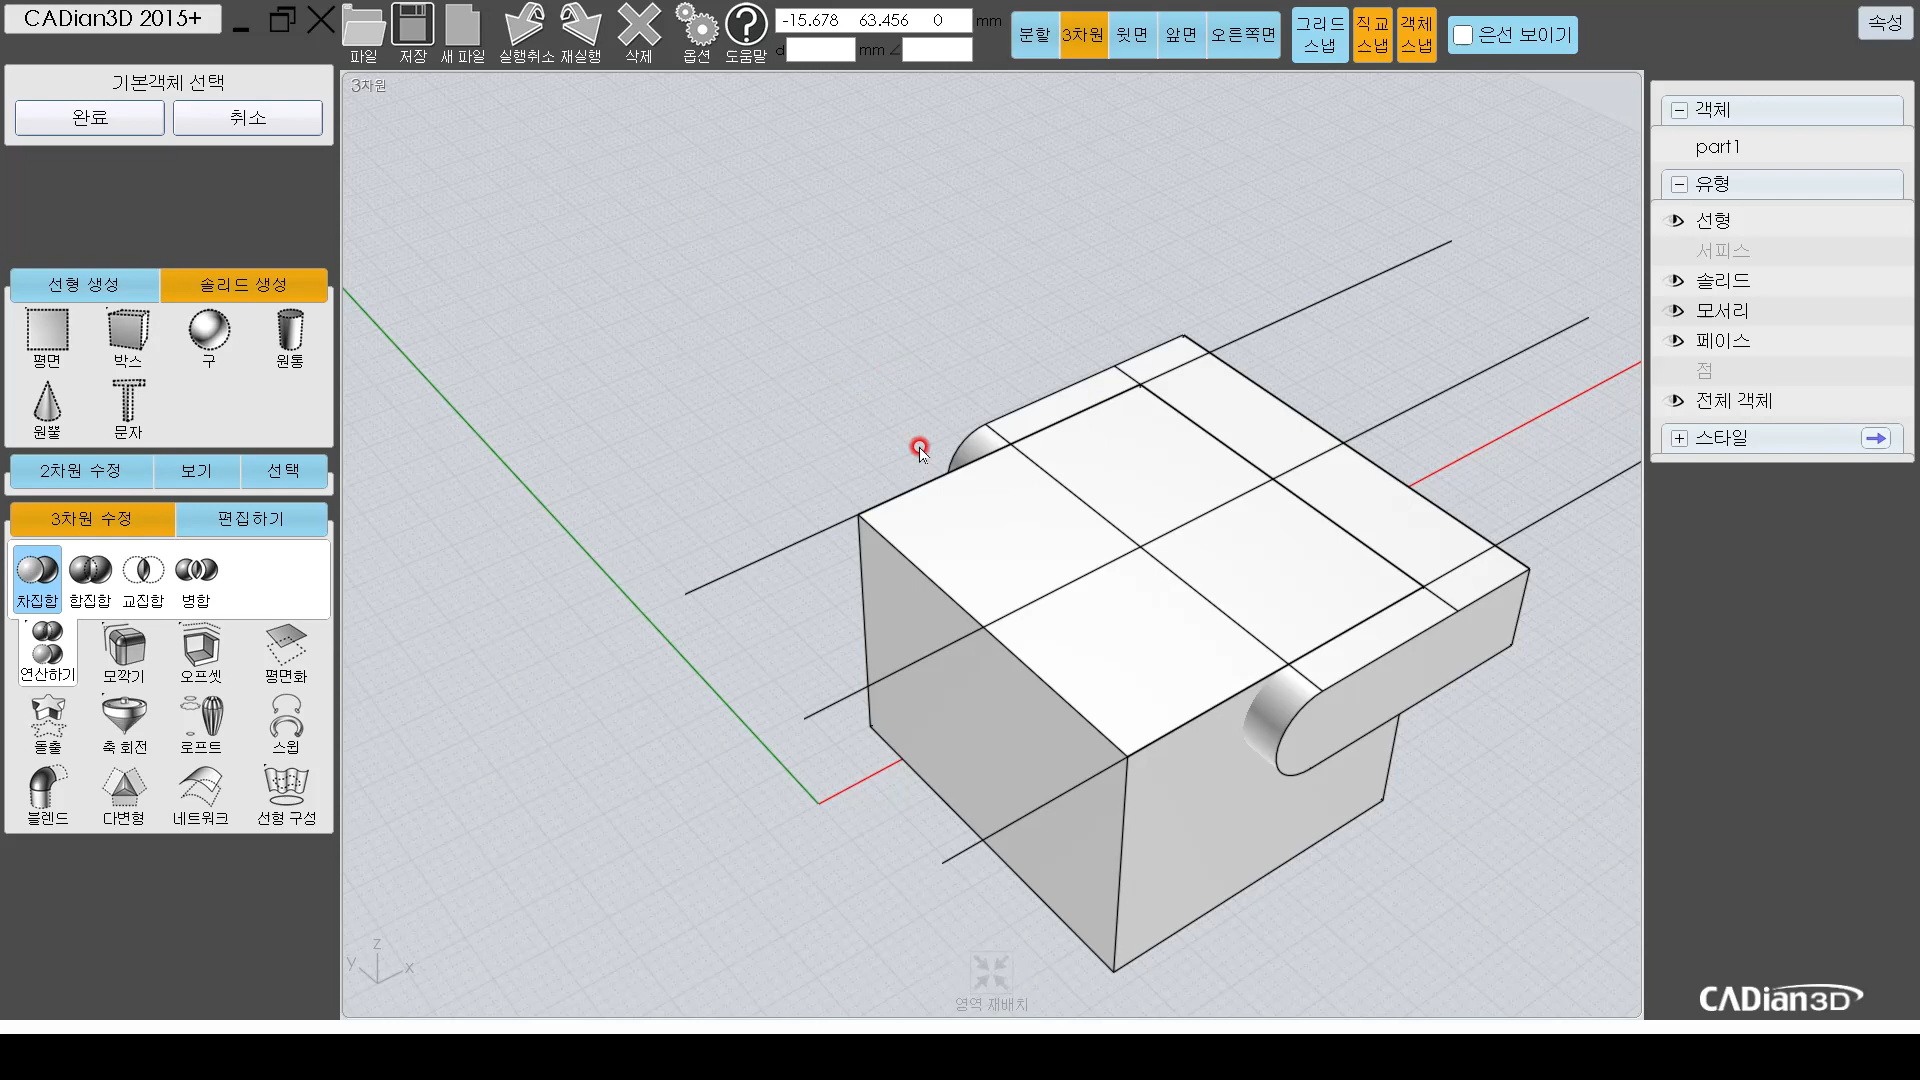 CADian3D 2015+
파일
저장
새 파일
실행취소
재실행
삭제
옵션
도움말
-15.678 63.456 0 mm
d mm ∠
분할
3차원
윗면
앞면
오른쪽면
그리드
스냅
직교
스냅
객체
스냅
은선 보이기
속성
기본객체 선택
완료
취소
선형 생성
솔리드 생성
평면
박스
구
원통
원뿔
문자
2차원 수정
보기
선택
3차원 수정
편집하기
차집합
합집합
교집합
병합
연산하기
모깍기
오프셋
평면화
돌출
축 회전
로프트
스윕
블렌드
다변형
네트워크
선형 구성
3차원
z
y
x
영역 재배치
객체
part1
유형
선형
서피스
솔리드
모서리
페이스
점
전체 객체
스타일
CADian3D